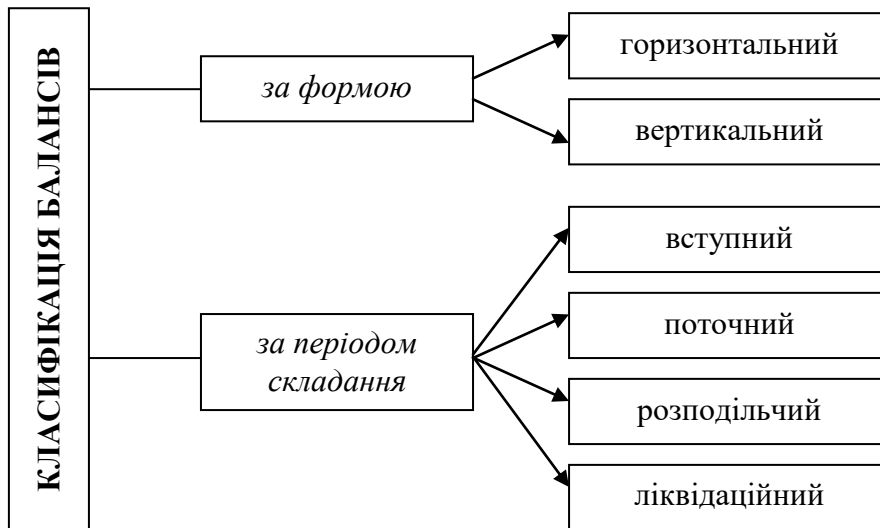 КЛАСИФІКАЦІЯ БАЛАНСІВ
за формою
горизонтальний
вертикальний
за періодом
складання
вступний
поточний
розподільчий
ліквідаційний